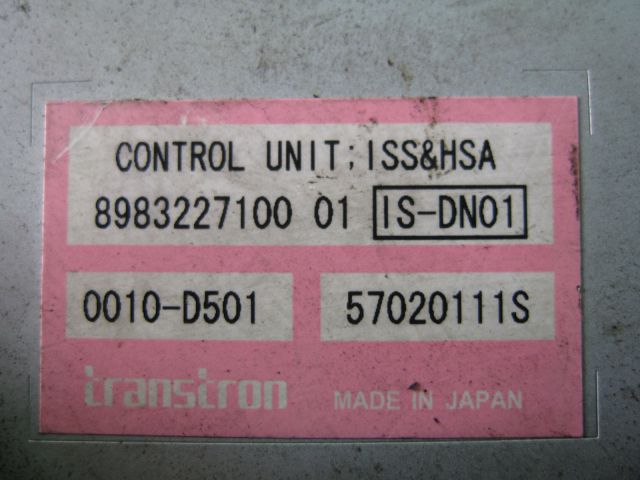 CONTROL UNIT;ISS&HSA
8983227100 01 IS-DN01
0010-D501 57020111S
transtron MADE IN JAPAN